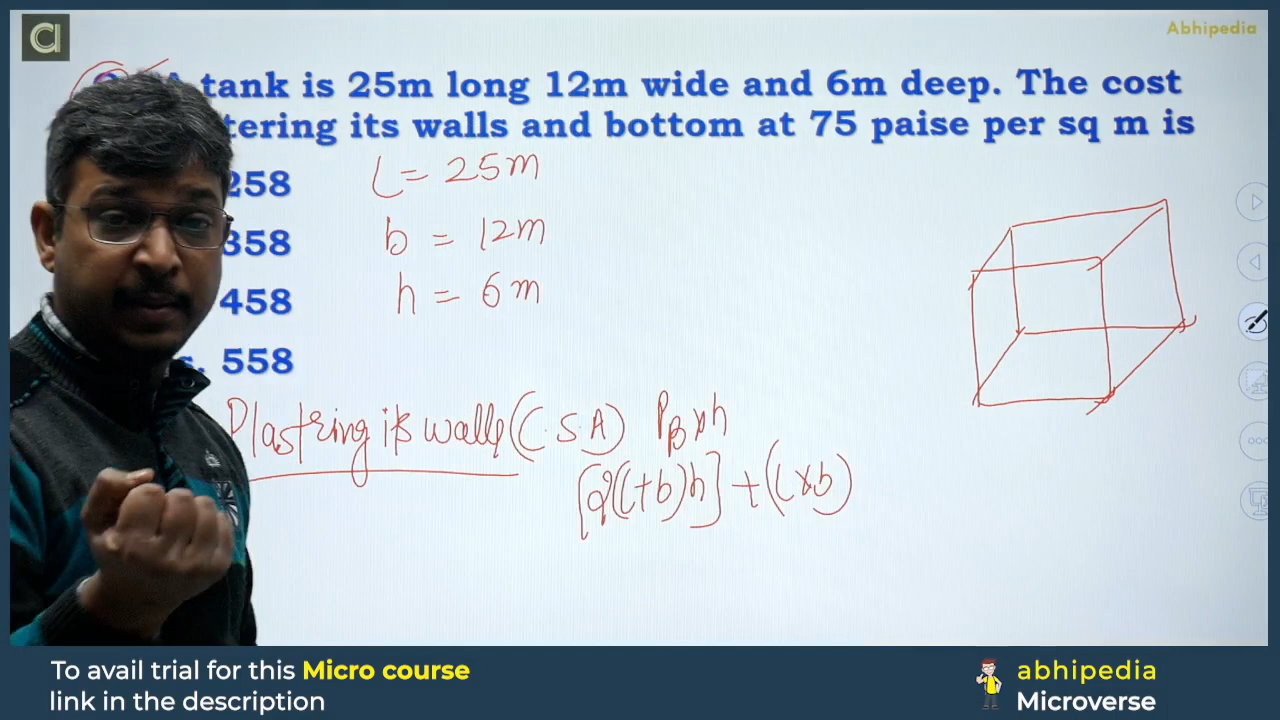 Abhipedia
A tank is 25m long 12m wide and 6m deep. The cost
tering its walls and bottom at 75 paise per sq m is
258
358
458
s. 558
L = 25m
b = 12m
h = 6m
Plastring its walls (C.S.A) PB×h
[2(l+b)h] + (l×b)
To avail trial for this Micro course
link in the description
abhipedia
Microverse